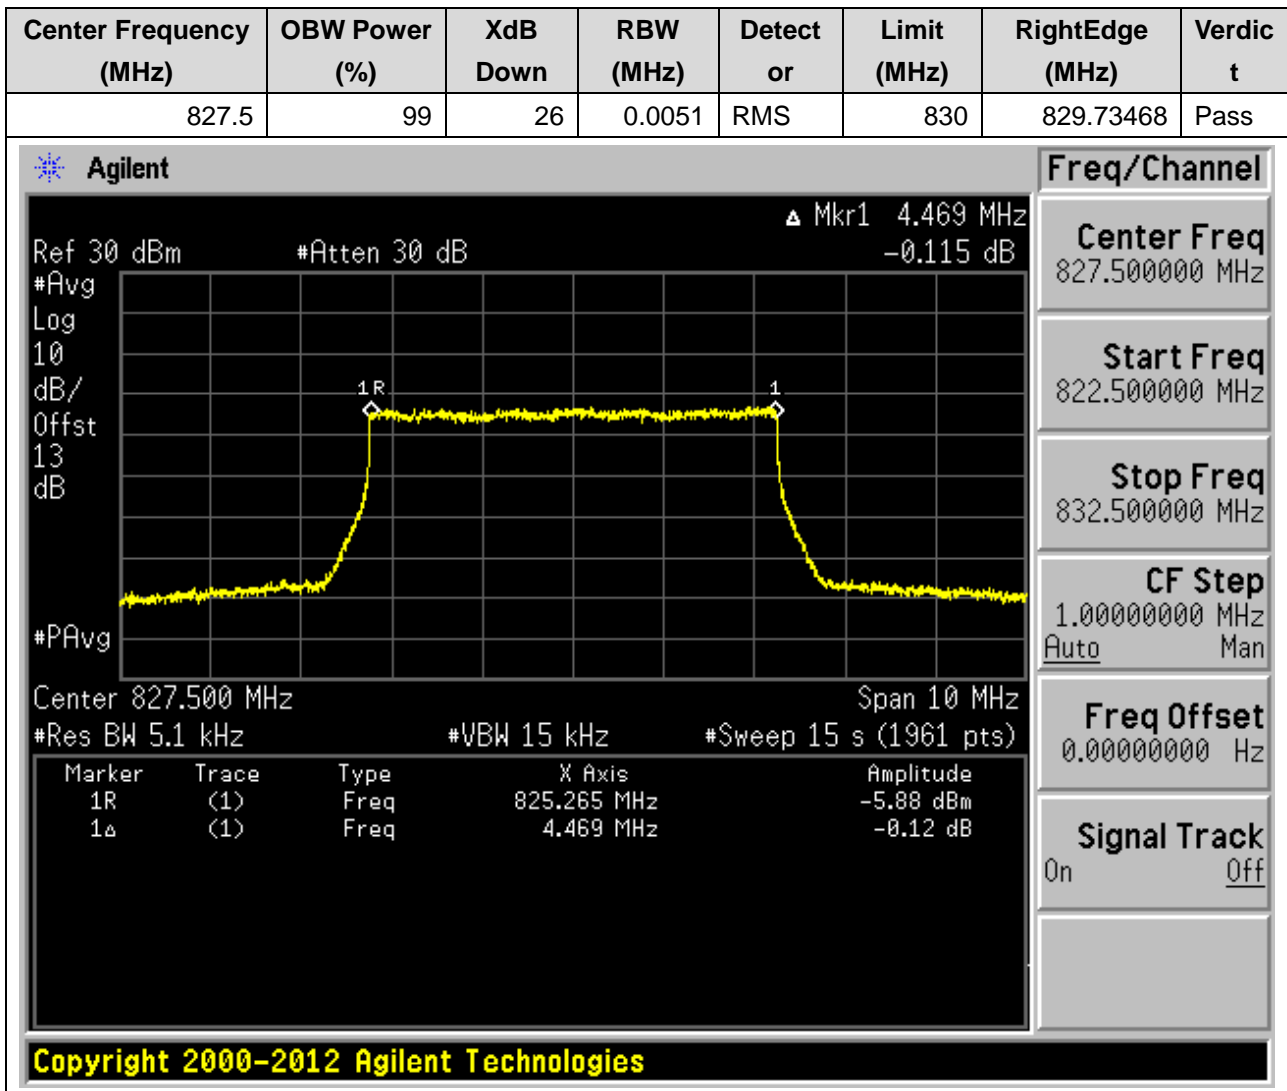 Center Frequency OBW Power XdB RBW Detect Limit RightEdge Verdic
(MHz) (%) Down (MHz) or (MHz) (MHz) t
827.5 99 26 0.0051 RMS 830 829.73468 Pass
Agilent Freq/Channel
Δ Mkr1 4.469 MHz
Ref 30 dBm #Atten 30 dB -0.115 dB
#Avg
Log
10
dB/
Offst
13
dB
1R 1
#PAvg
Center 827.500 MHz Span 10 MHz
#Res BW 5.1 kHz #VBW 15 kHz #Sweep 15 s (1961 pts)
Marker Trace Type X Axis Amplitude
1R (1) Freq 825.265 MHz -5.88 dBm
1Δ (1) Freq 4.469 MHz -0.12 dB
Center Freq
827.500000 MHz
Start Freq
822.500000 MHz
Stop Freq
832.500000 MHz
CF Step
1.00000000 MHz
Auto Man
Freq Offset
0.00000000 Hz
Signal Track
On Off
Copyright 2000-2012 Agilent Technologies